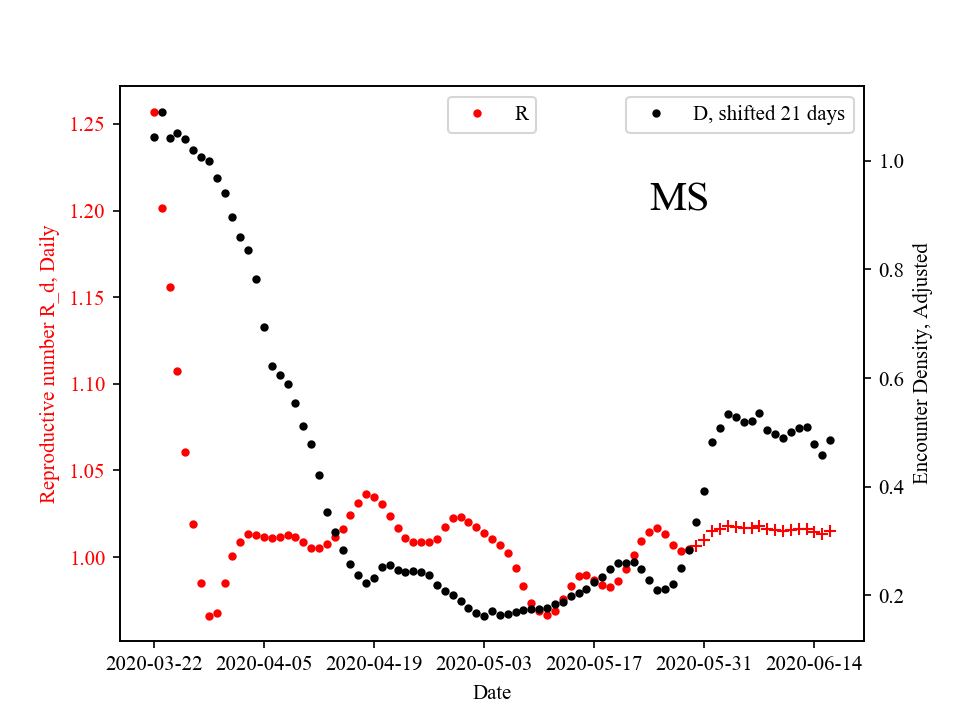 R
D, shifted 21 days
MS
Reproductive number R_d, Daily
1.25
1.20
1.15
1.10
1.05
1.00
1.0
0.8
0.6
0.4
0.2
Encounter Density, Adjusted
2020-03-22 2020-04-05 2020-04-19 2020-05-03 2020-05-17 2020-05-31 2020-06-14
Date